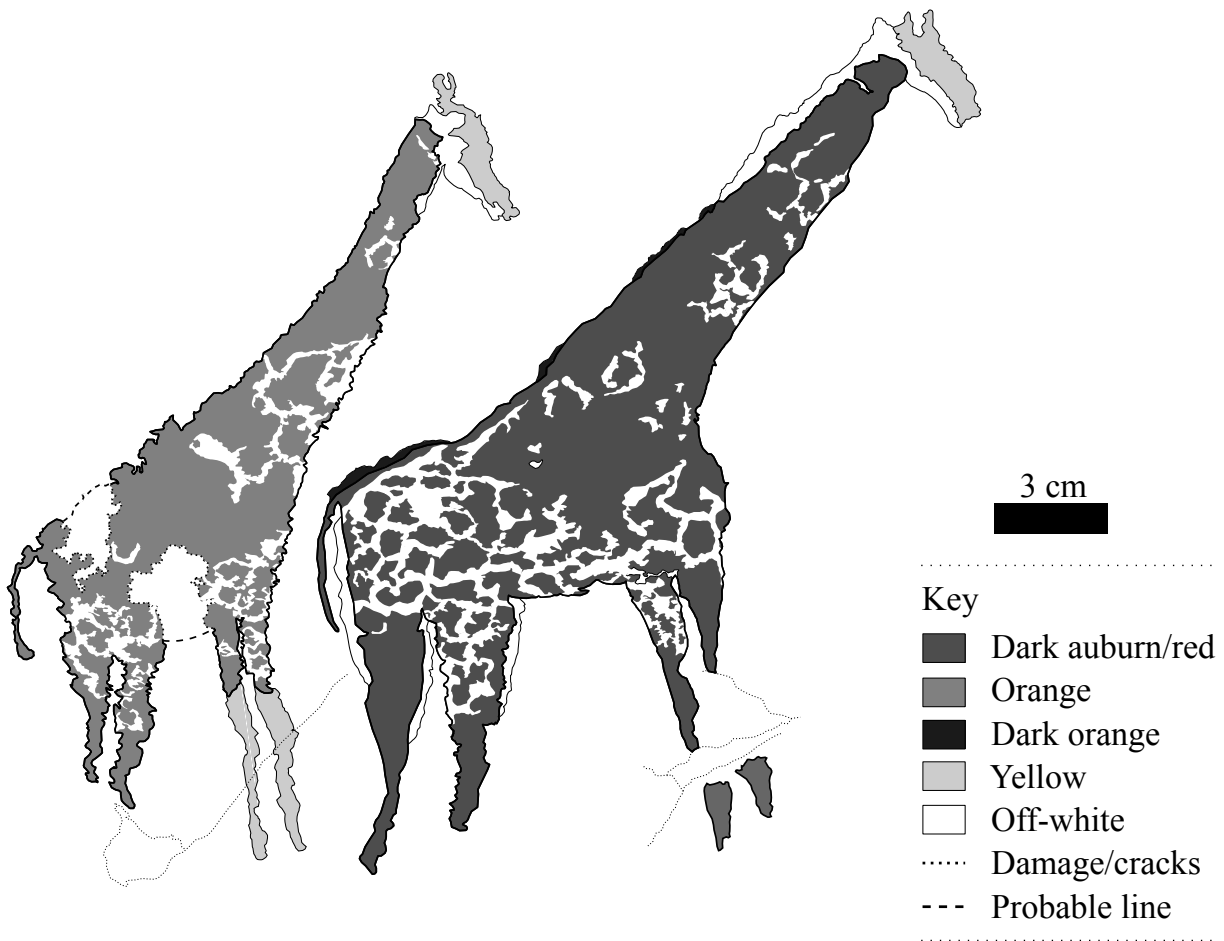 3 cm
Key
Dark auburn/red
Orange
Dark orange
Yellow
Off-white
Damage/cracks
Probable line